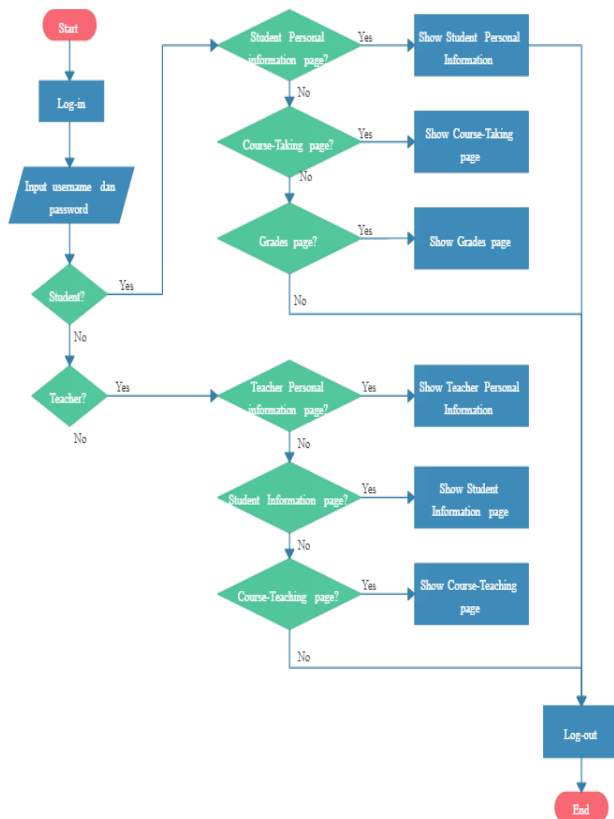 Start
Log-in
Input username dan
password
Student?
Yes
No
Teacher?
Yes
No
Student Personal
information page?
Yes
Show Student Personal
Information
No
Course-Taking page?
Yes
Show Course-Taking
page
No
Grades page?
Yes
Show Grades page
No
Teacher Personal
information page?
Yes
Show Teacher Personal
Information
No
Student Information page?
Yes
Show Student
Information page
No
Course-Teaching page?
Yes
Show Course-Teaching
page
No
Log-out
End